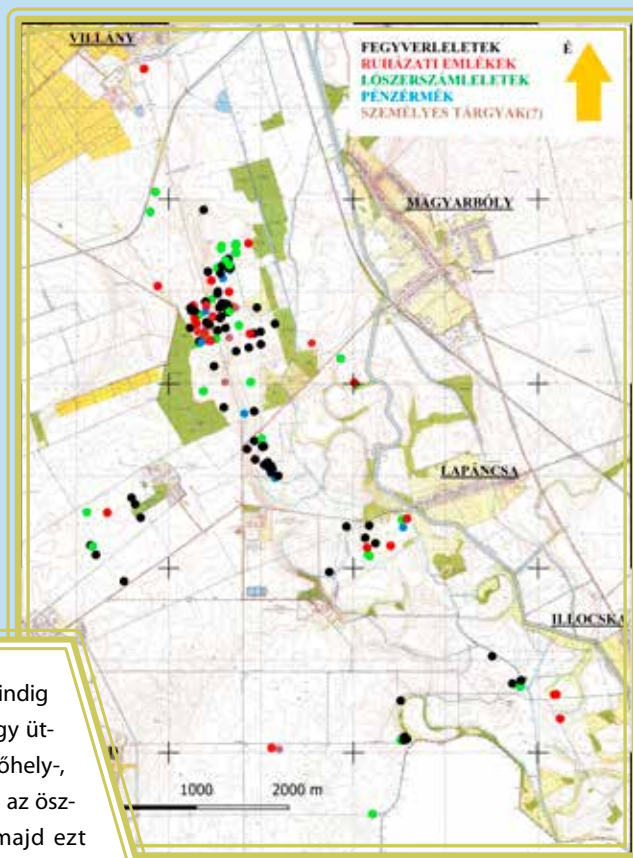 VILLÁNY
FEGYVERLELETEK
RUHÁZATI EMLÉKEK
LÓSZERSZÁMLELETEK
PÉNZÉRMÉK
SZEMÉLYES TÁRGYAK(?)
É
MAGYARBÓLY
LAPÁNCSA
ILLOCSKA
1000 2000 m
indig
gy üt-
őhely-,
az ösz-
majd ezt